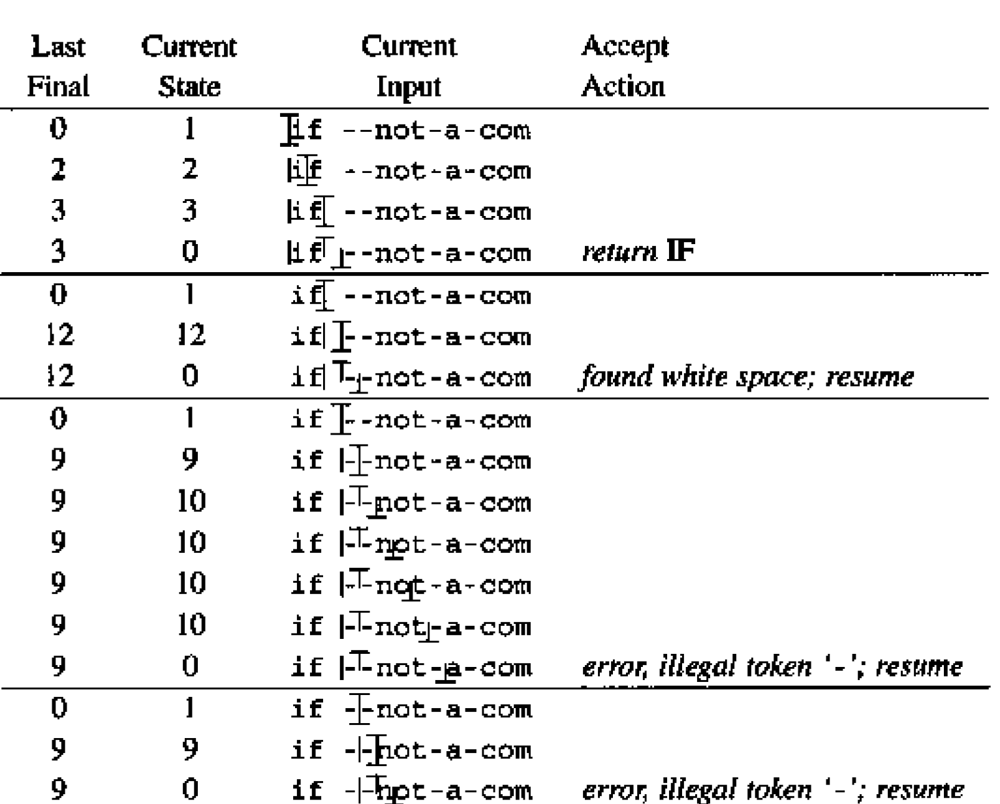 Last Current Current Accept
Final State Input Action
0 1 if --not-a-com
2 2 if --not-a-com
3 3 if --not-a-com
3 0 if --not-a-com return IF
0 1 if --not-a-com
12 12 if --not-a-com
12 0 if --not-a-com found white space; resume
0 1 if --not-a-com
9 9 if --not-a-com
9 10 if --not-a-com
9 10 if --not-a-com
9 10 if --not-a-com
9 10 if --not-a-com
9 0 if --not-a-com error, illegal token '-'; resume
0 1 if --not-a-com
9 9 if --not-a-com
9 0 if --not-a-com error, illegal token '-'; resume